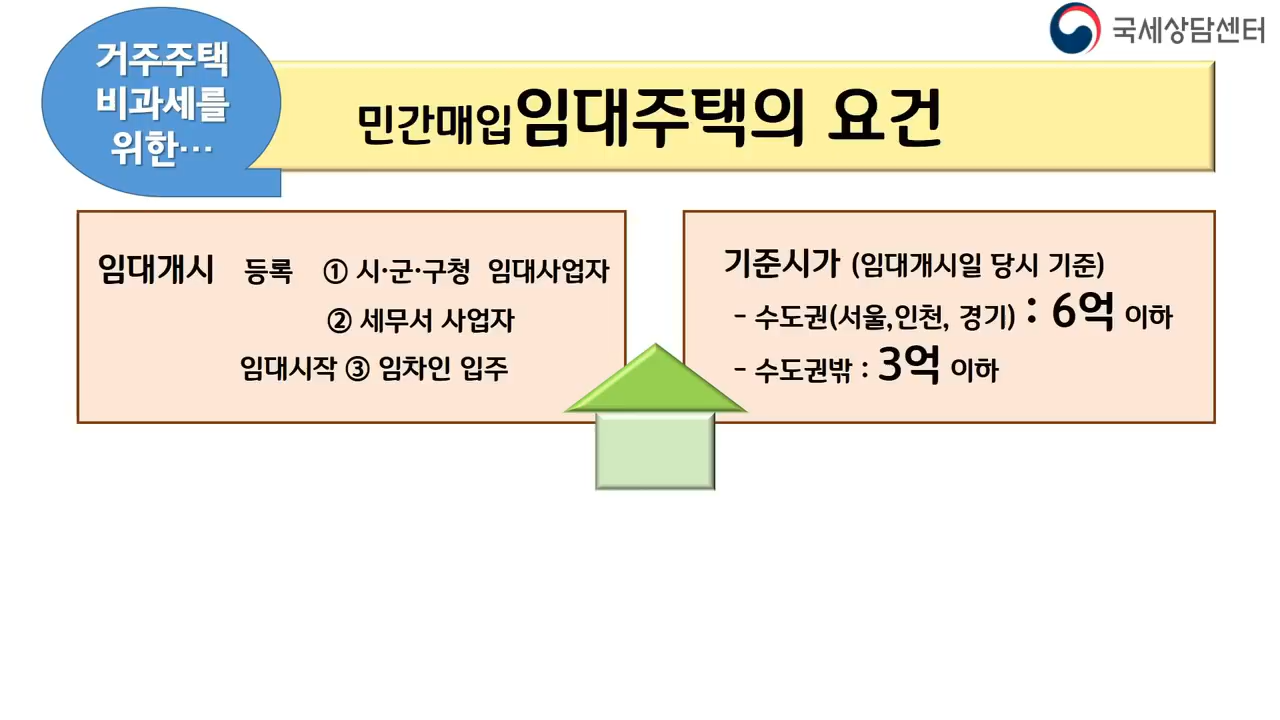 국세상담센터
거주주택
비과세를
위한…
민간매입임대주택의 요건
임대개시 등록 ① 시·군·구청 임대사업자
② 세무서 사업자
임대시작 ③ 임차인 입주
기준시가 (임대개시일 당시 기준)
- 수도권(서울,인천, 경기) : 6억 이하
- 수도권밖 : 3억 이하